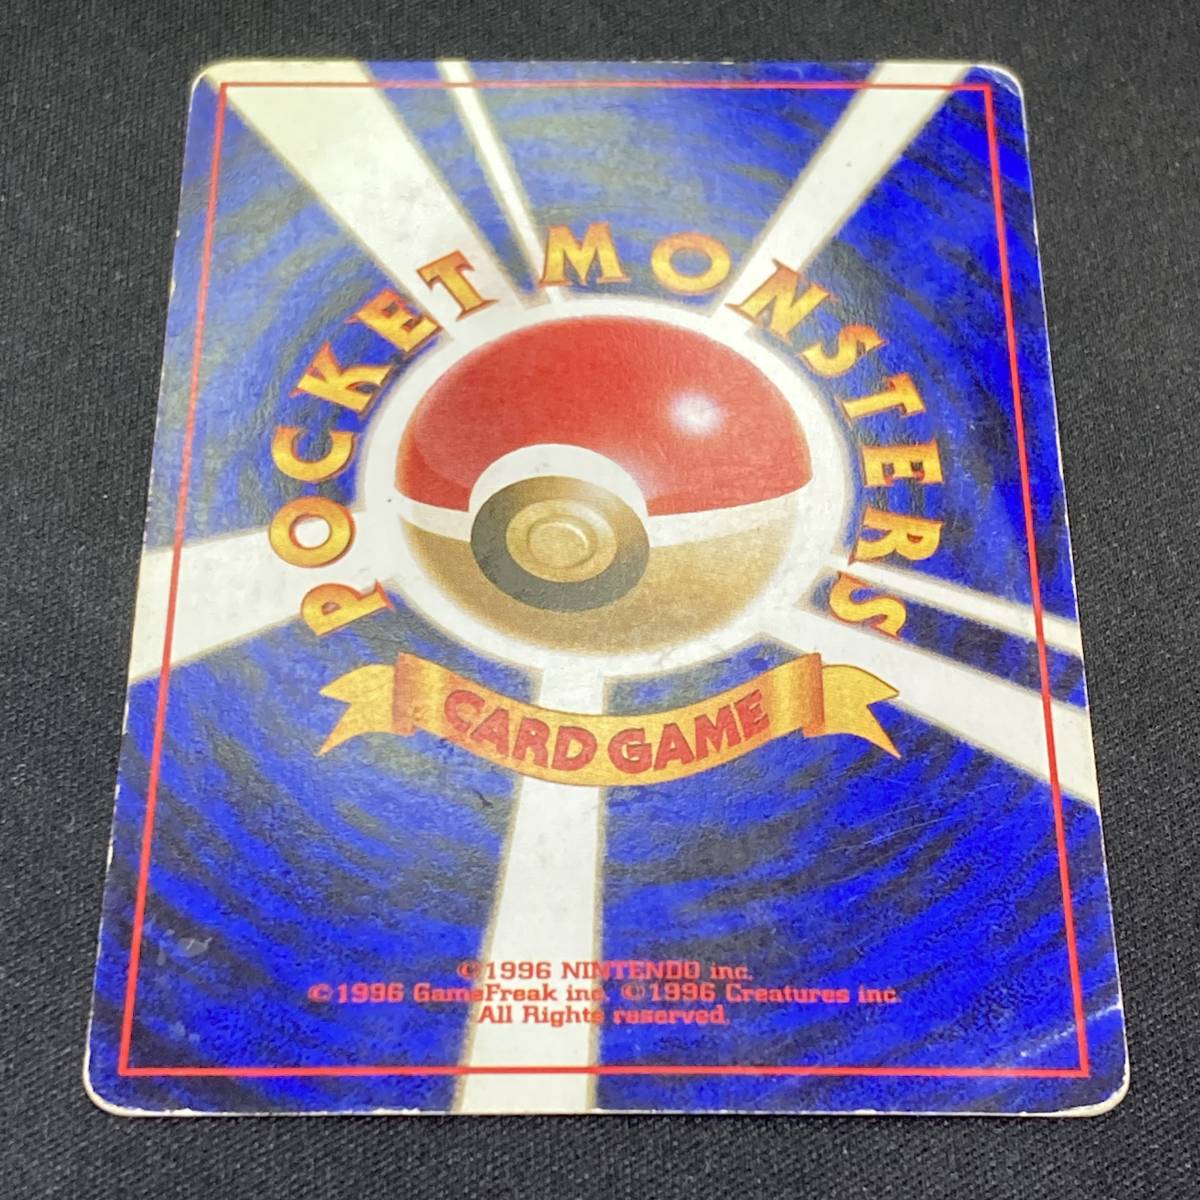 POCKET MONSTERS
CARD GAME
©1996 NINTENDO inc.
©1996 GameFreak inc. ©1996 Creatures inc.
All Rights reserved.